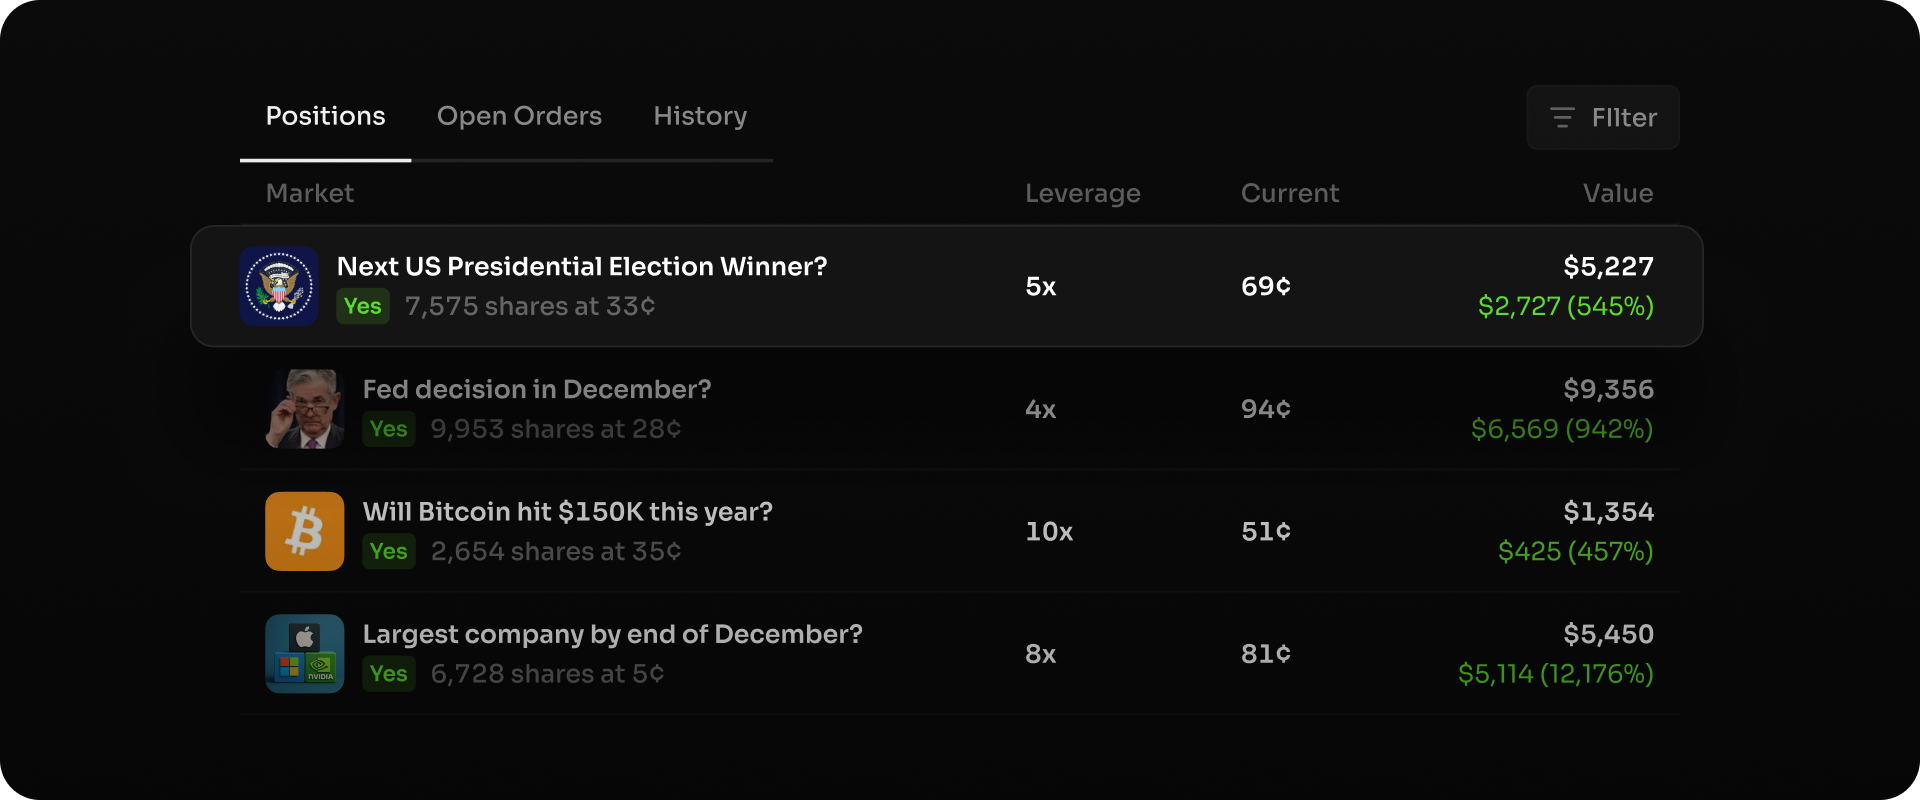 Positions Open Orders History FIlter
Market Leverage Current Value
Next US Presidential Election Winner? 5x 69¢ $5,227
Yes 7,575 shares at 33¢ $2,727 (545%)
Fed decision in December? 4x 94¢ $9,356
Yes 9,953 shares at 28¢ $6,569 (942%)
Will Bitcoin hit $150K this year? 10x 51¢ $1,354
Yes 2,654 shares at 35¢ $425 (457%)
Largest company by end of December? 8x 81¢ $5,450
NVIDIA
Yes 6,728 shares at 5¢ $5,114 (12,176%)